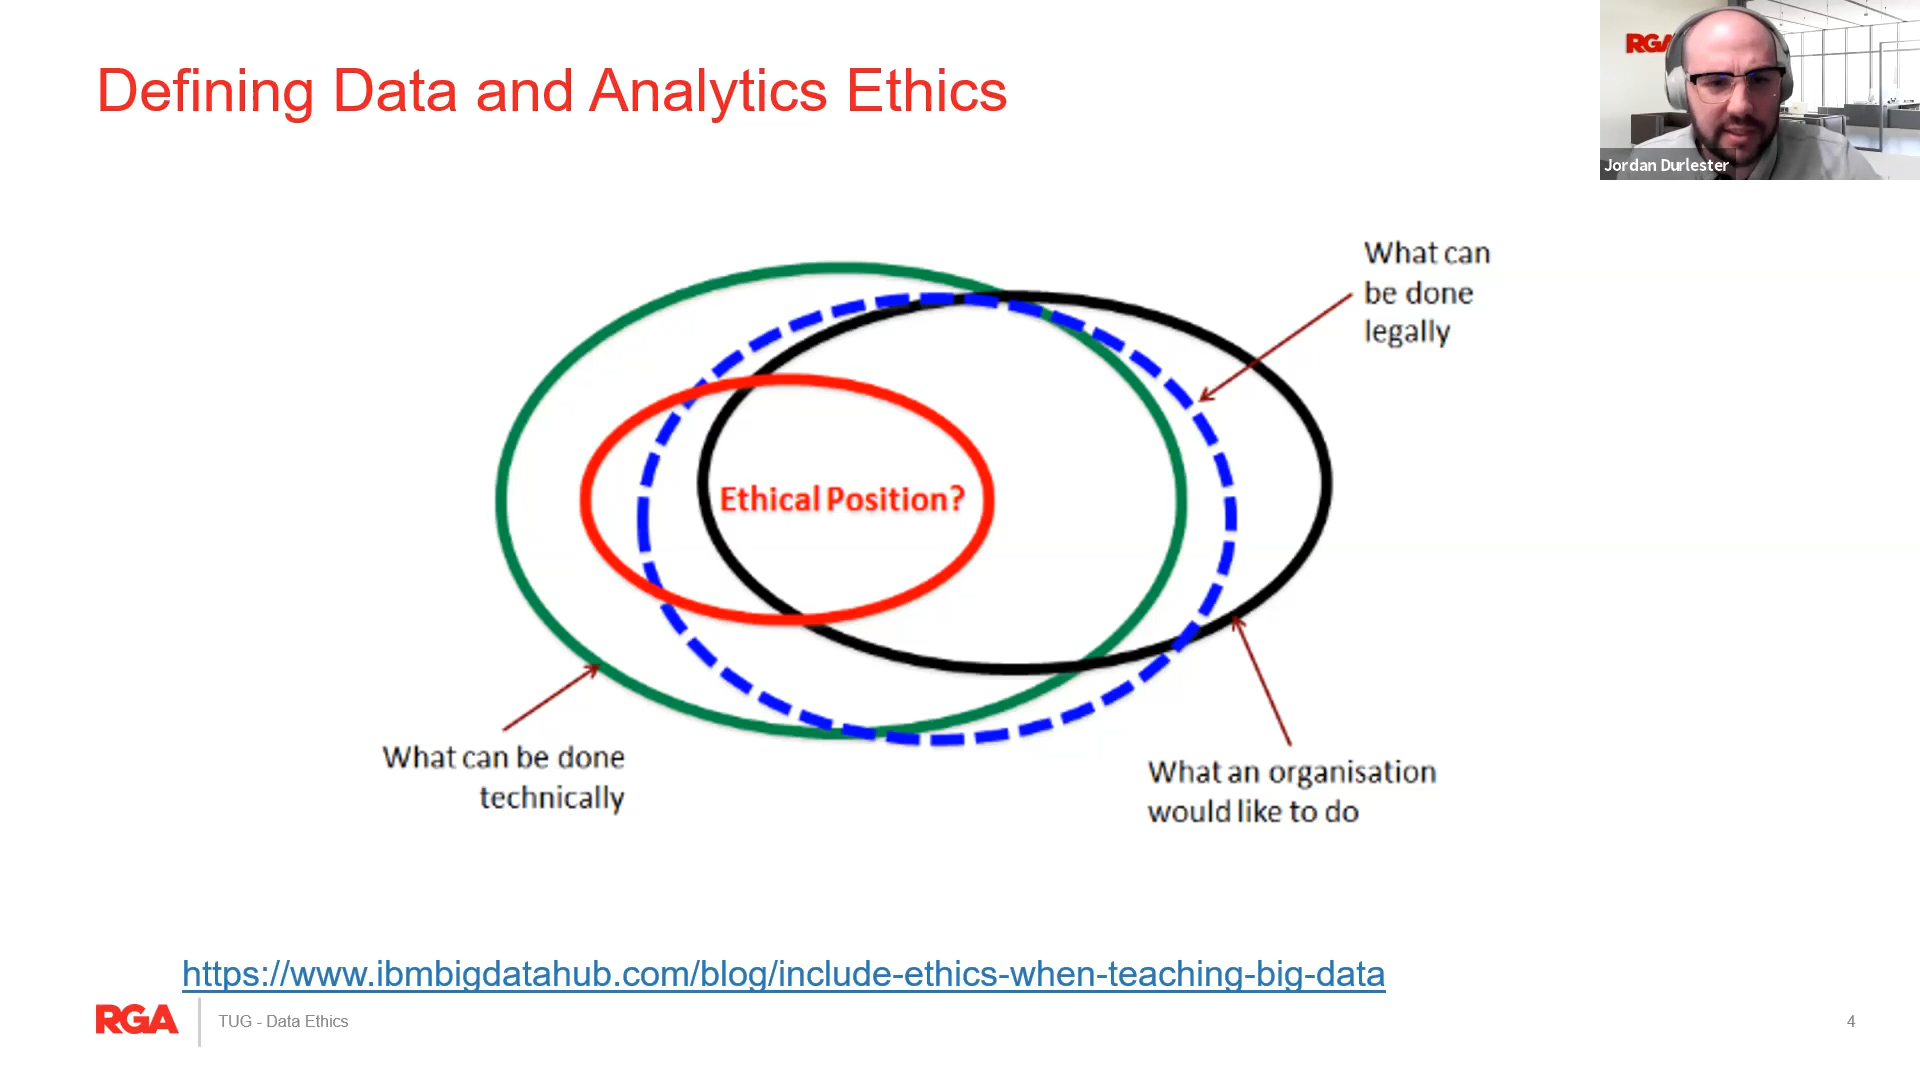 Defining Data and Analytics Ethics
RGA
Jordan Durlester
What can
be done
legally
Ethical Position?
What can be done
technically
What an organisation
would like to do
https://www.ibmbigdatahub.com/blog/include-ethics-when-teaching-big-data
RGA
TUG - Data Ethics
4